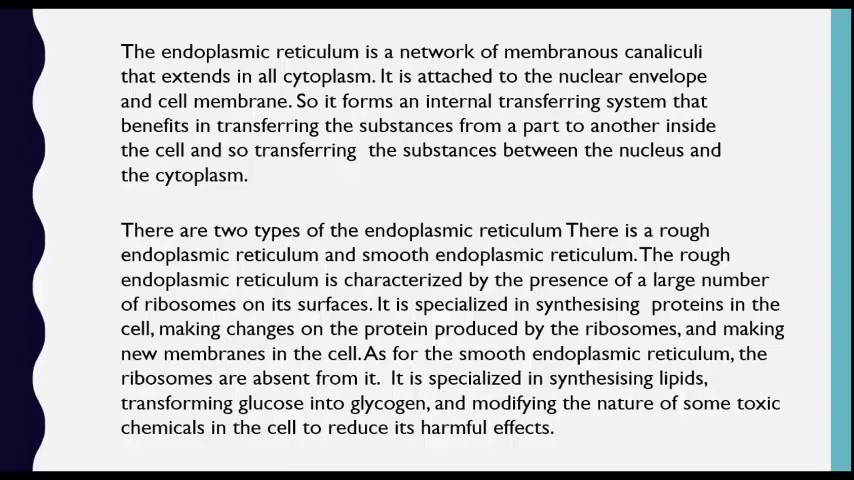 The endoplasmic reticulum is a network of membranous canaliculi
that extends in all cytoplasm. It is attached to the nuclear envelope
and cell membrane. So it forms an internal transferring system that
benefits in transferring the substances from a part to another inside
the cell and so transferring the substances between the nucleus and
the cytoplasm.
There are two types of the endoplasmic reticulum There is a rough
endoplasmic reticulum and smooth endoplasmic reticulum. The rough
endoplasmic reticulum is characterized by the presence of a large number
of ribosomes on its surfaces. It is specialized in synthesising proteins in the
cell, making changes on the protein produced by the ribosomes, and making
new membranes in the cell. As for the smooth endoplasmic reticulum, the
ribosomes are absent from it. It is specialized in synthesising lipids,
transforming glucose into glycogen, and modifying the nature of some toxic
chemicals in the cell to reduce its harmful effects.